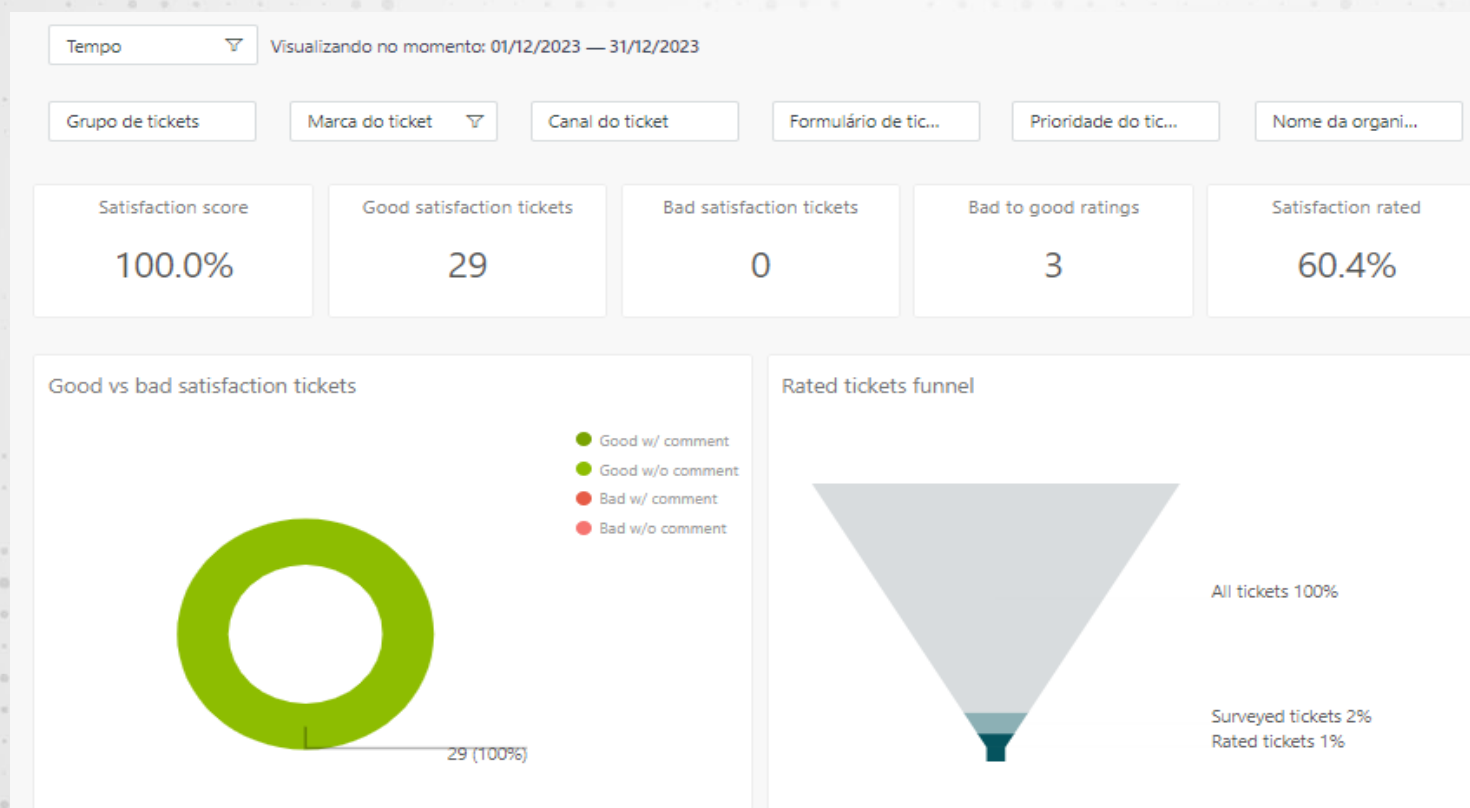 Tempo
Visualizando no momento: 01/12/2023 — 31/12/2023
Grupo de tickets
Marca do ticket
Canal do ticket
Formulário de tic...
Prioridade do tic...
Nome da organi...
Satisfaction score
100.0%
Good satisfaction tickets
29
Bad satisfaction tickets
0
Bad to good ratings
3
Satisfaction rated
60.4%
Good vs bad satisfaction tickets
Good w/ comment
Good w/o comment
Bad w/ comment
Bad w/o comment
29 (100%)
Rated tickets funnel
All tickets 100%
Surveyed tickets 2%
Rated tickets 1%